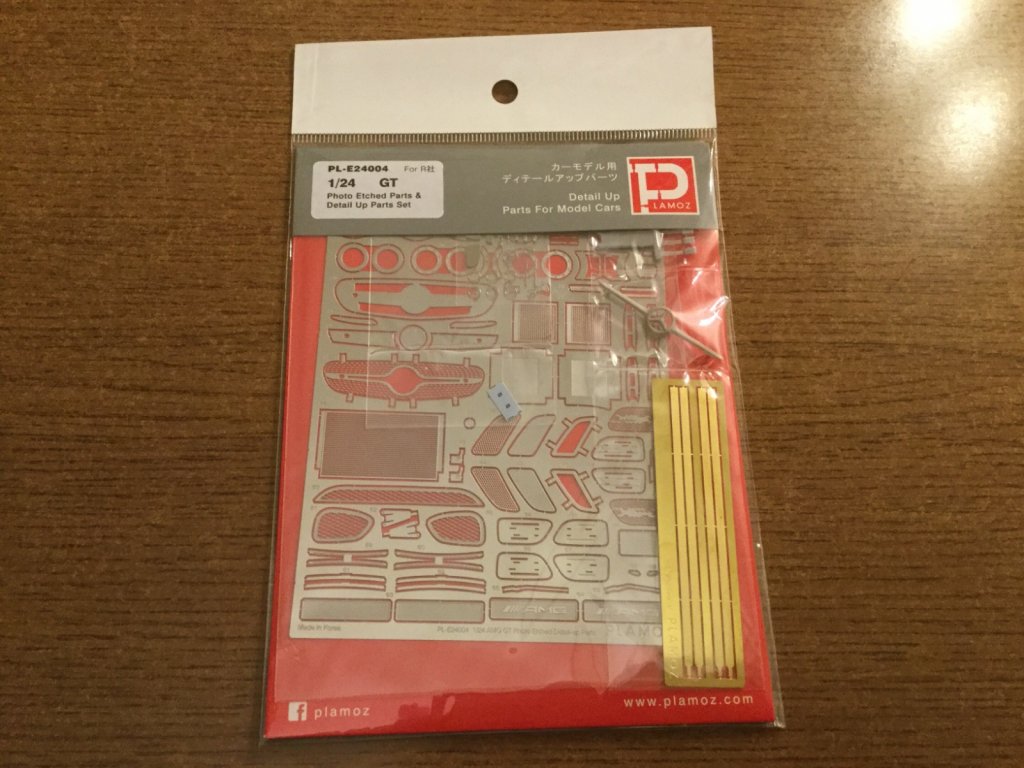 PL-E24004 For R社
1/24 GT
Photo Etched Parts &
Detail Up Parts Set
カーモデル用
ディテールアップパーツ
Detail Up
Parts For Model Cars
P
LAMOZ
AMG
Made in Korea
PL-E24004 1/24 AMG GT Photo Etched Detail-up Parts
PLAMOZ
f plamoz
www.plamoz.com